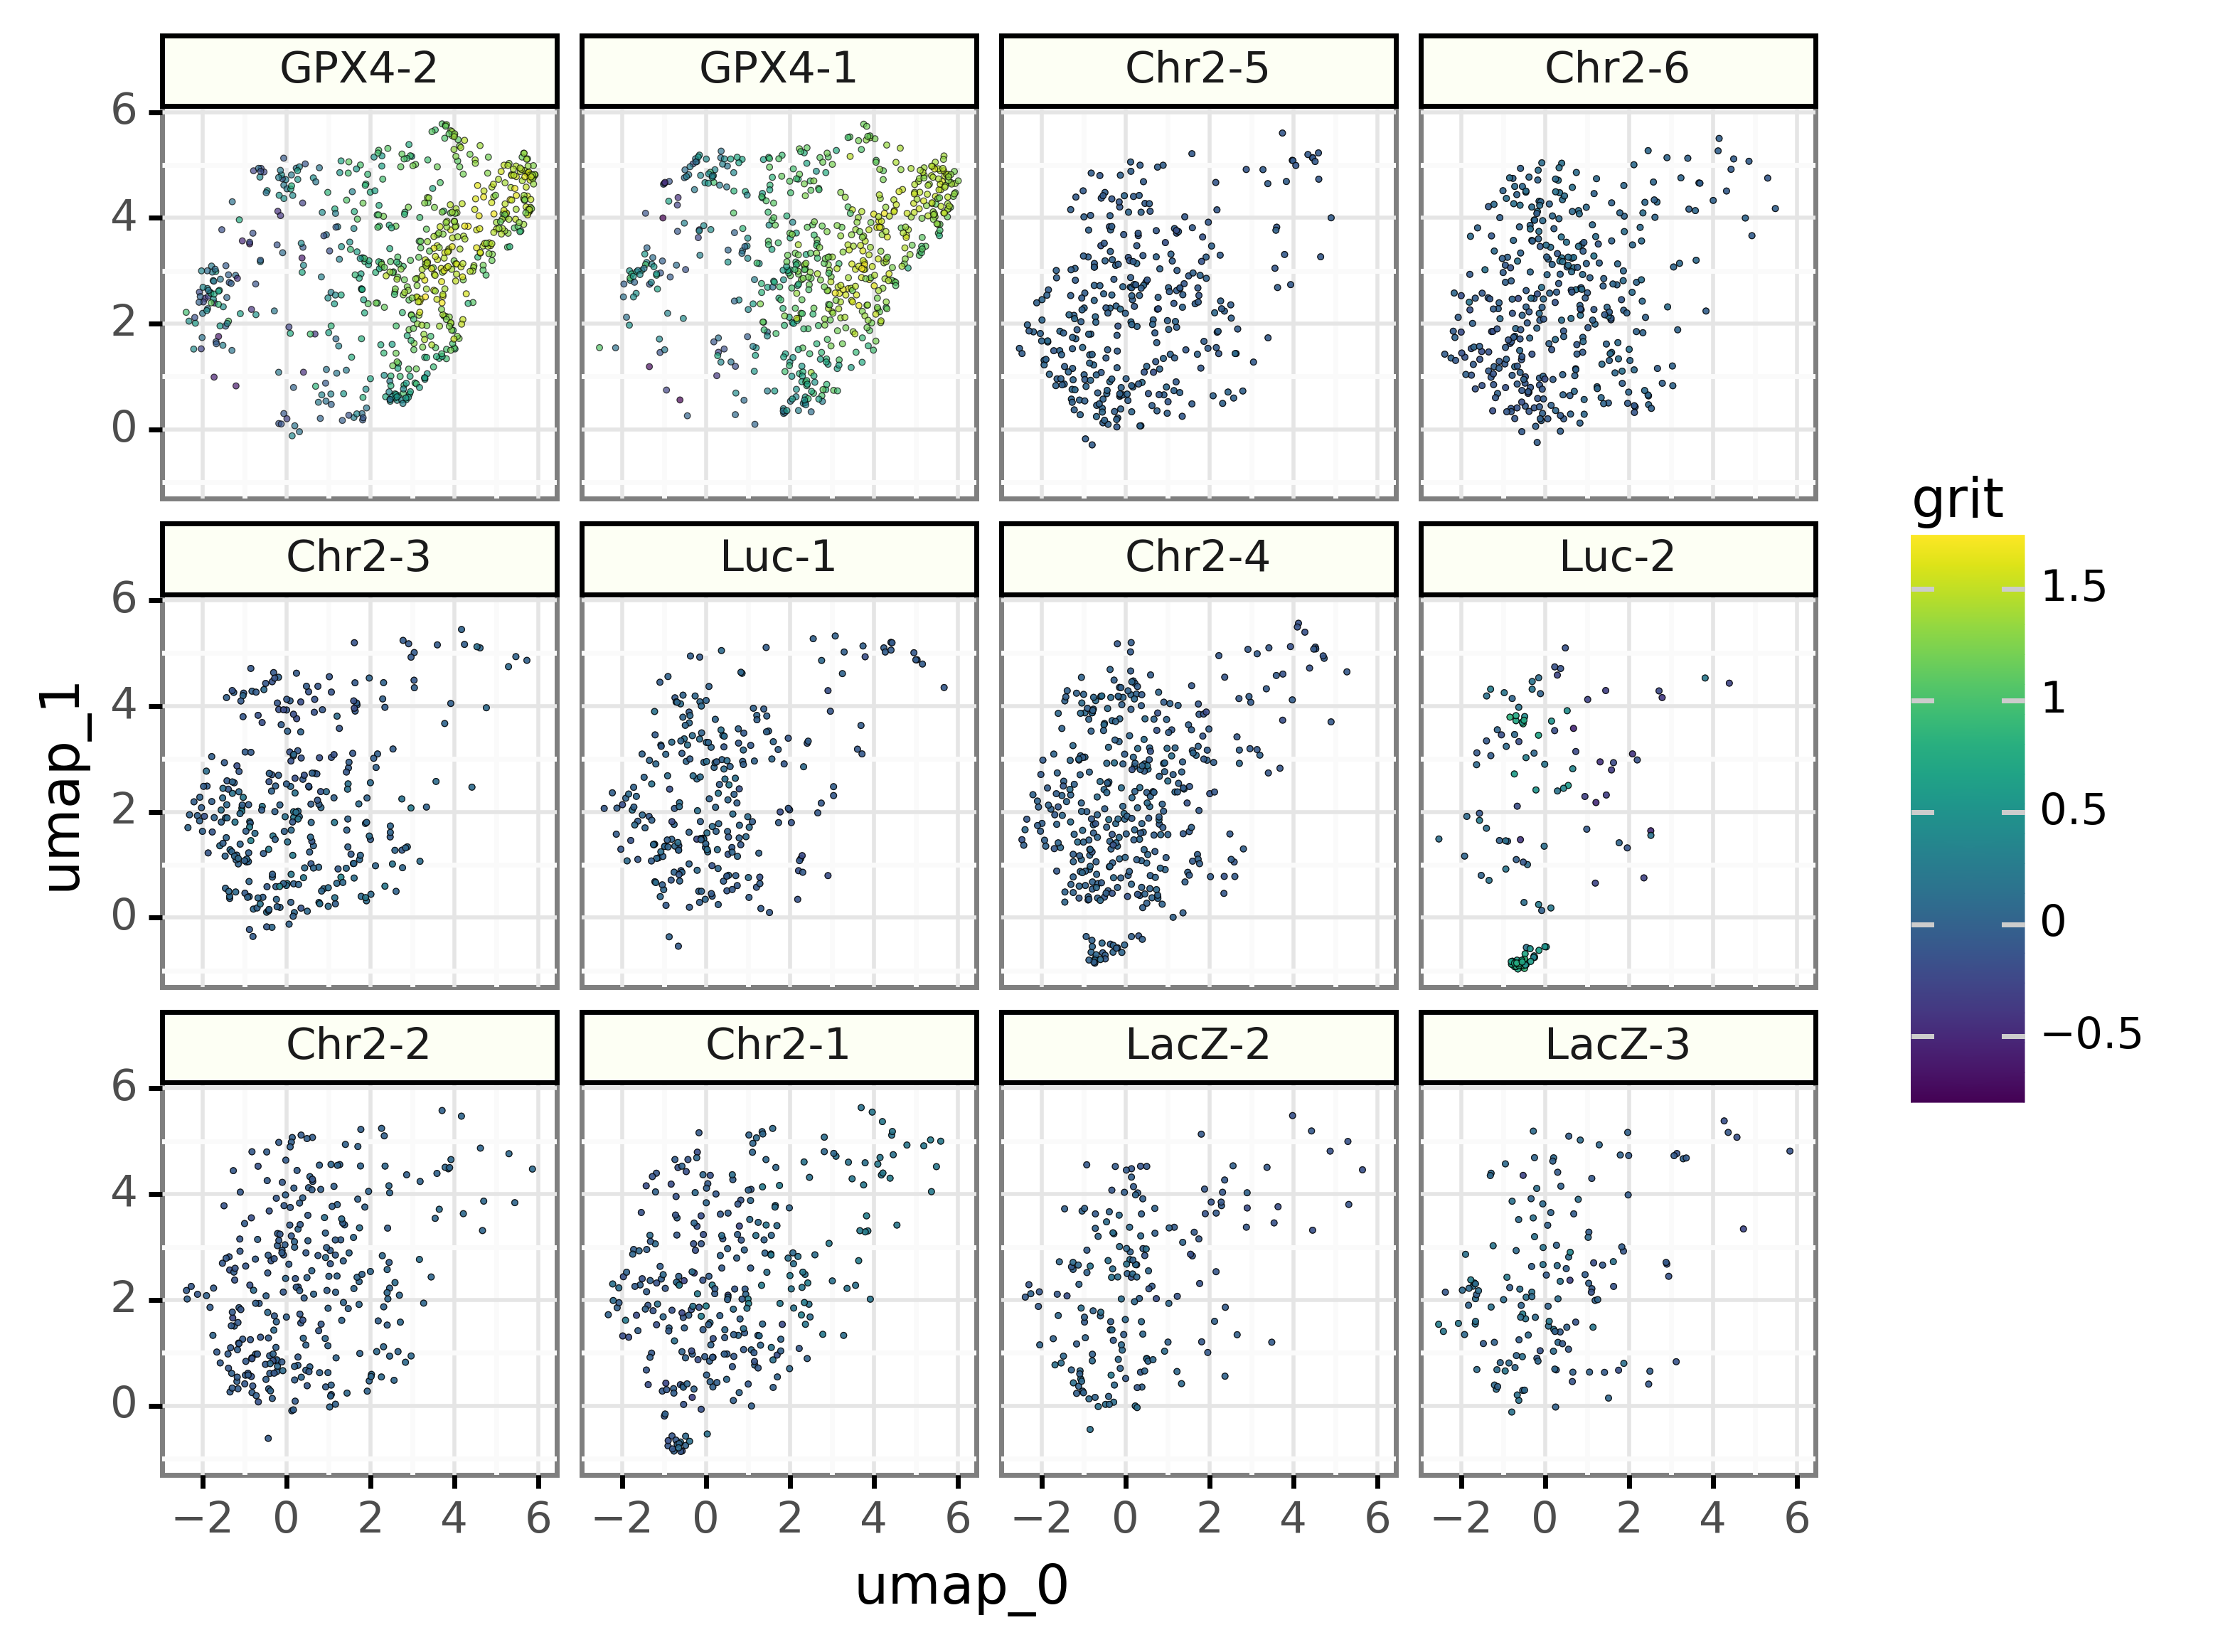 GPX4-2 GPX4-1 Chr2-5 Chr2-6
6
4
2
0
Chr2-3 Luc-1 Chr2-4 Luc-2
6
4
2
0
Chr2-2 Chr2-1 LacZ-2 LacZ-3
6
4
2
0
−2 0 2 4 6 −2 0 2 4 6 −2 0 2 4 6 −2 0 2 4 6
umap_0
umap_1
grit
1.5
1
0.5
0
−0.5